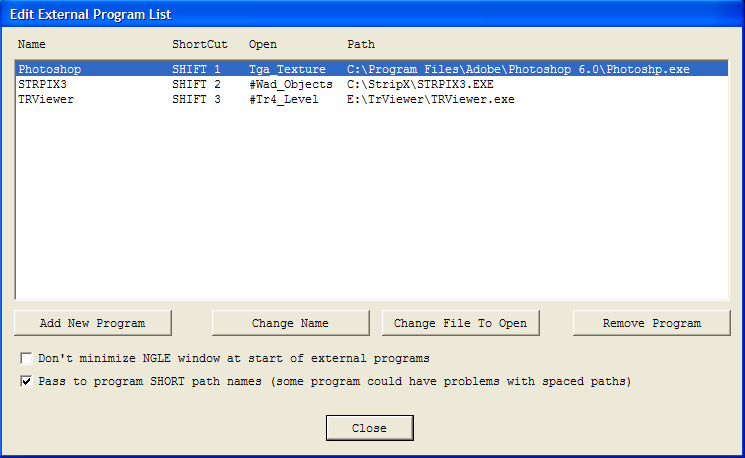 Edit External Program List
Name ShortCut Open Path
Photoshop SHIFT 1 Tga_Texture C:\Program Files\Adobe\Photoshop 6.0\Photoshp.exe
STRPIX3 SHIFT 2 #Wad_Objects C:\StripX\STRPIX3.EXE
TRViewer SHIFT 3 #Tr4_Level E:\TrViewer\TRViewer.exe
Add New Program Change Name Change File To Open Remove Program
Don't minimize NGLE window at start of external programs
Pass to program SHORT path names (some program could have problems with spaced paths)
Close